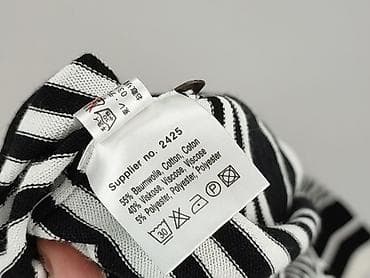 Supplier no. 2425
55% Baumwolle, Cotton, Coton
40% Viskose, Viscose, Viscose
5% Polyester, Polyester, Polyester
30